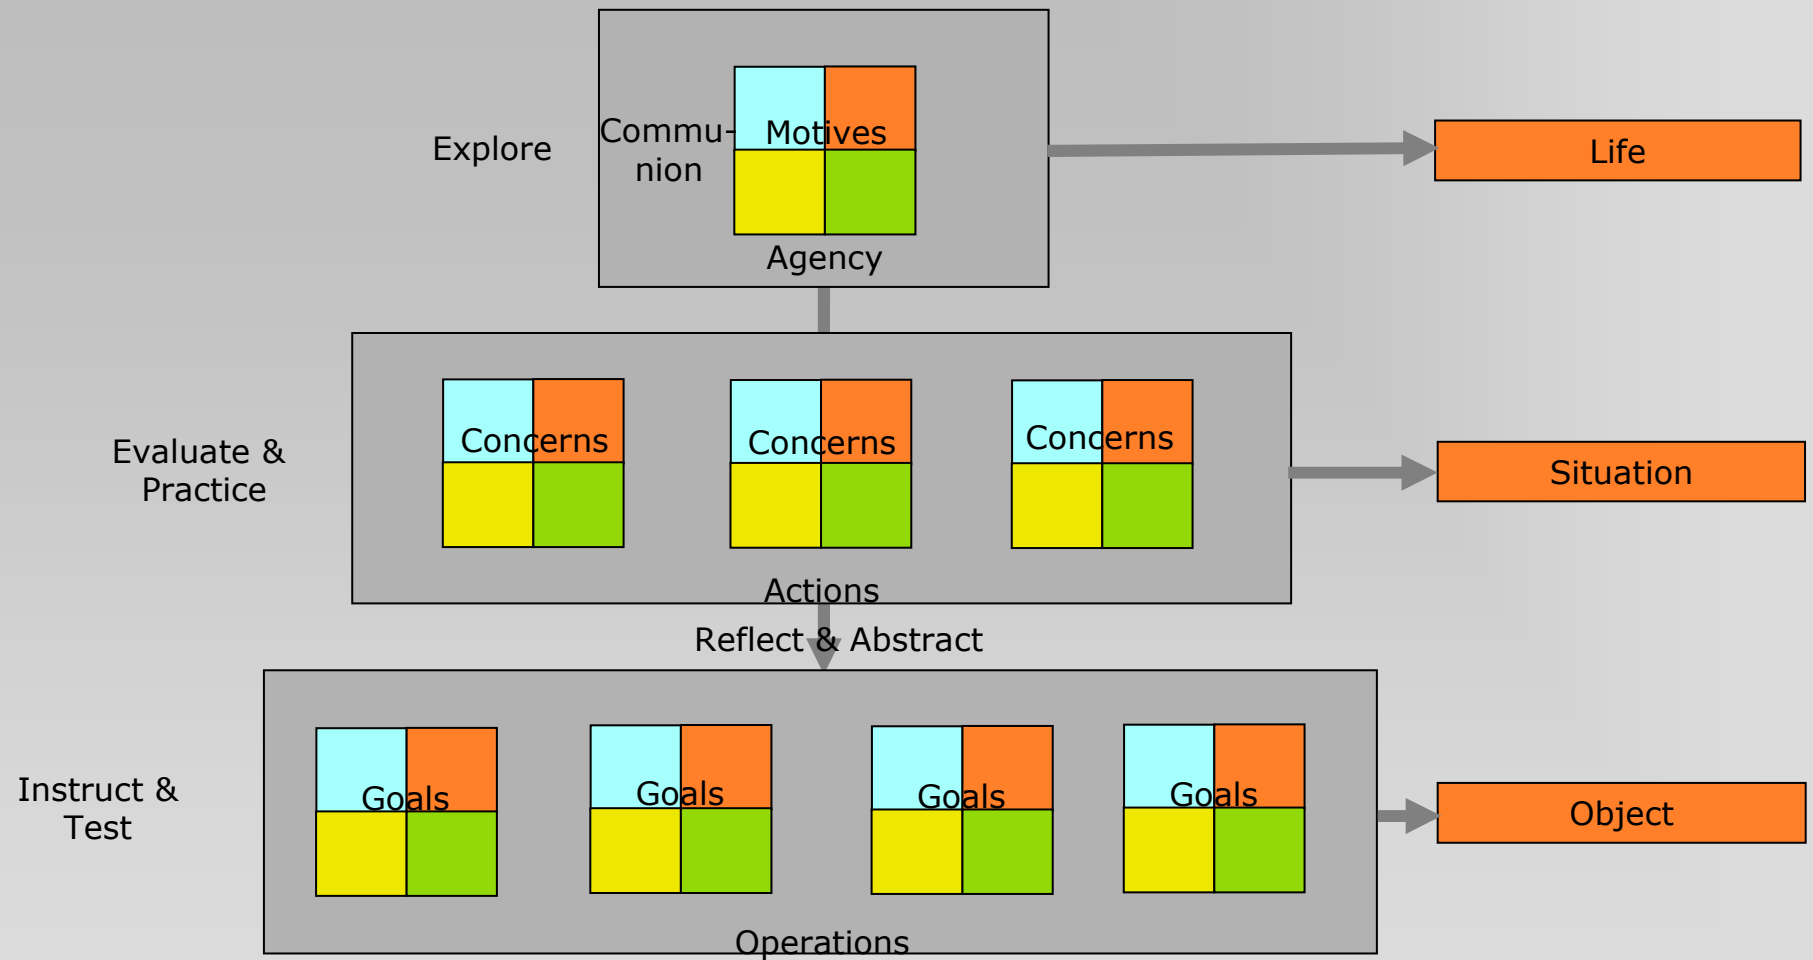 Explore
Commu-
nion
Motives
Agency
Life
Evaluate &
Practice
Concerns
Concerns
Concerns
Actions
Situation
Reflect & Abstract
Instruct &
Test
Goals
Goals
Goals
Goals
Operations
Object